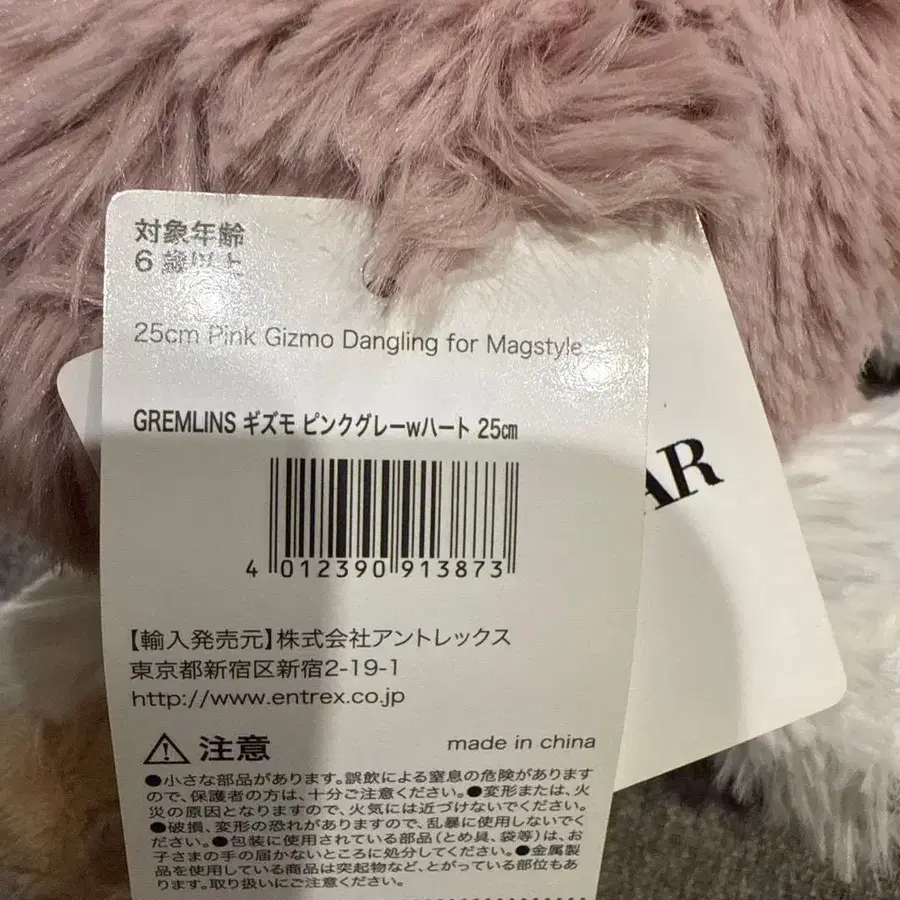 対象年齢
6歳以上
25cm Pink Gizmo Dangling for Magstyle
GREMLINS ギズモ ピンクグレーwハート 25㎝
AR
4 012390 913873
【輸入発売元】株式会社アントレックス
東京都新宿区新宿2-19-1
http://www.entrex.co.jp
注意 made in china
●小さな部品があります。誤飲による窒息の危険があります
ので、保護者の方は、十分ご注意ください。●変形または、火
災の原因となりますので、火気には近づけないでください。
●破損、変形の恐れがありますので、乱暴に使用しないでく
ださい。●包装に使用されている部品(とめ具、袋等)は、お
子さまの手の届かないところに処分してください。●金属製
品を使用している商品は突起物など、とがっている部位もあ
ります。取り扱いにご注意ください。